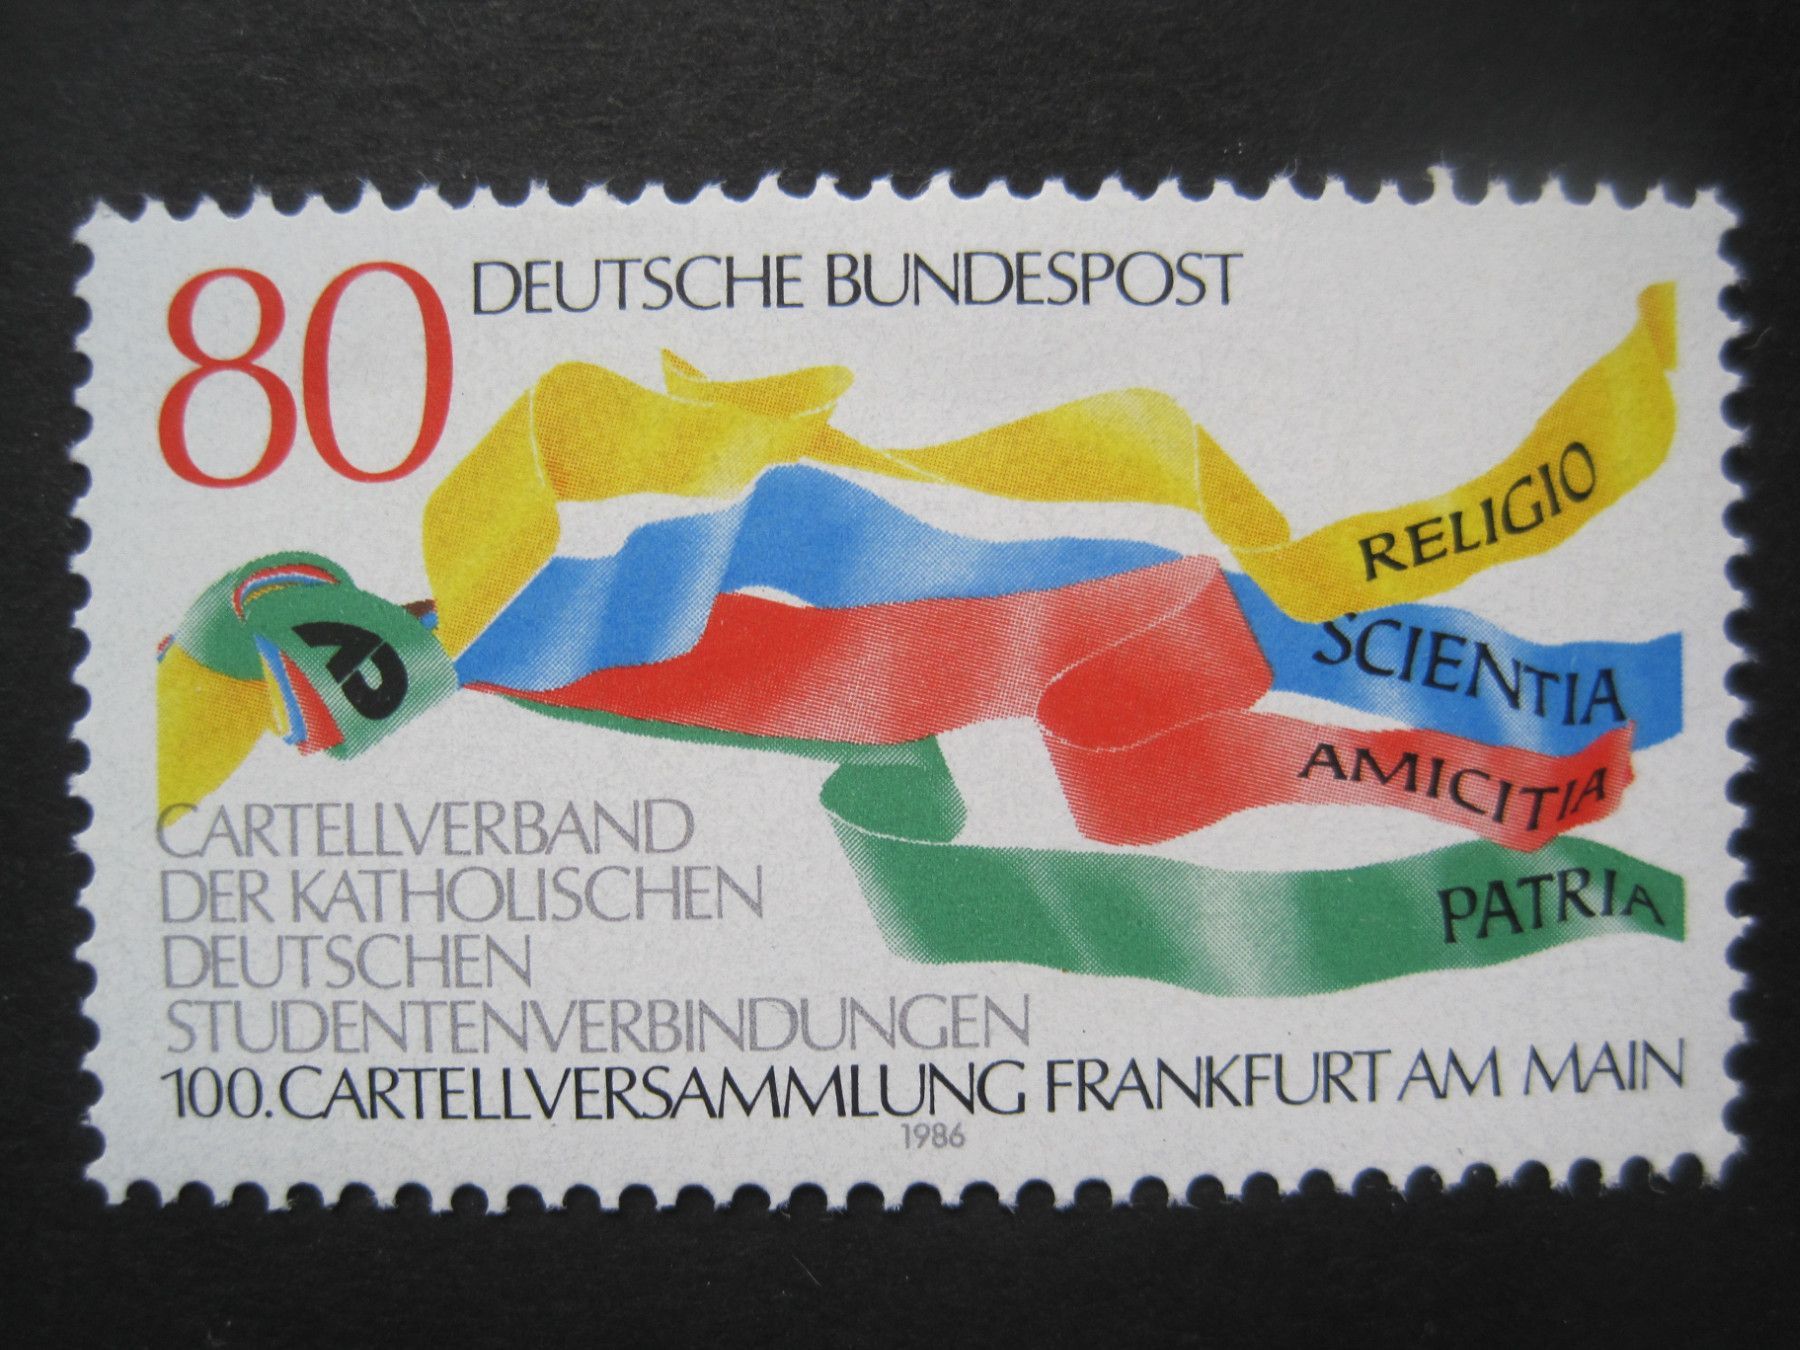 80 DEUTSCHE BUNDESPOST
RELIGIO
SCIENTIA
AMICITIA
PATRIA
CARTELLVERBAND
DER KATHOLISCHEN
DEUTSCHEN
STUDENTENVERBINDUNGEN
100. CARTELLVERSAMMLUNG FRANKFURT AM MAIN
1986